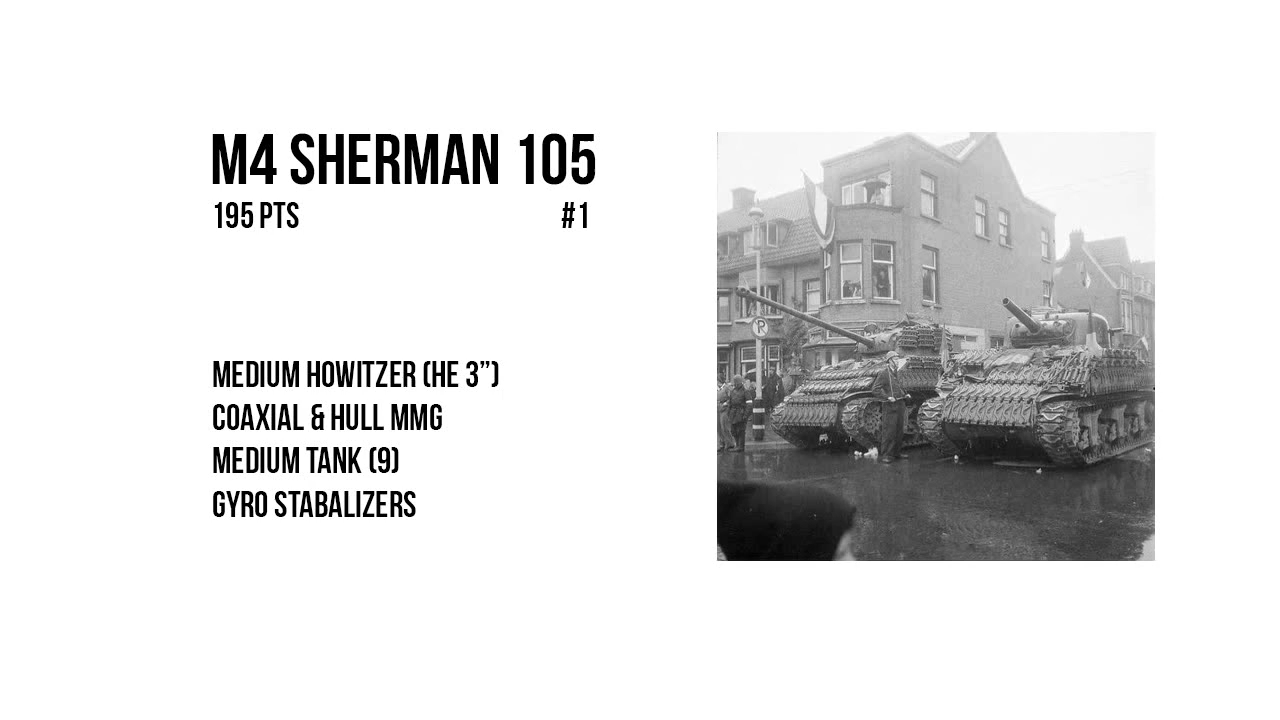 M4 SHERMAN 105
195 PTS #1
MEDIUM HOWITZER (HE 3”)
COAXIAL & HULL MMG
MEDIUM TANK (9)
GYRO STABALIZERS
P